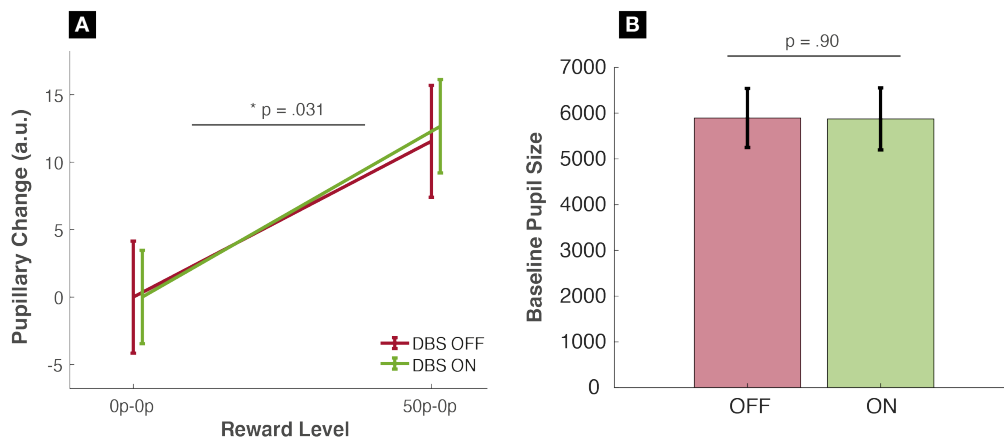 A
Pupillary Change (a.u.)
15
10
5
0
-5
* p = .031
DBS OFF
DBS ON
0p-0p
50p-0p
Reward Level
B
p = .90
Baseline Pupil Size
7000
6000
5000
4000
3000
2000
1000
0
OFF
ON